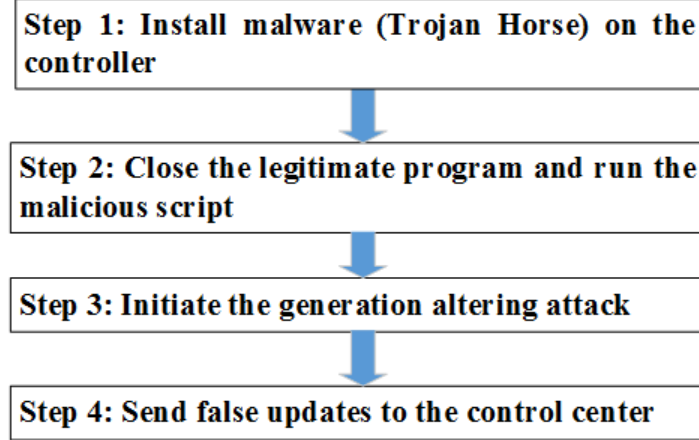 Step 1: Install malware (Trojan Horse) on the
controller
Step 2: Close the legitimate program and run the
malicious script
Step 3: Initiate the generation altering attack
Step 4: Send false updates to the control center